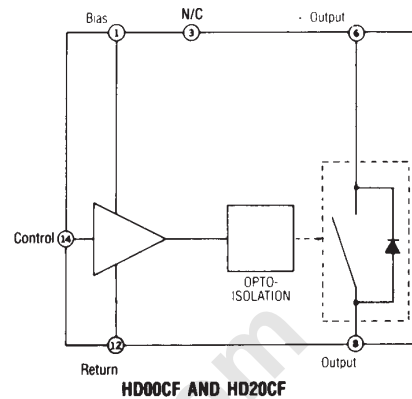 Bias
N/C
Output
1
3
6
Control
14
OPTO-
ISOLATION
12
8
Return
Output
HD00CF AND HD20CF